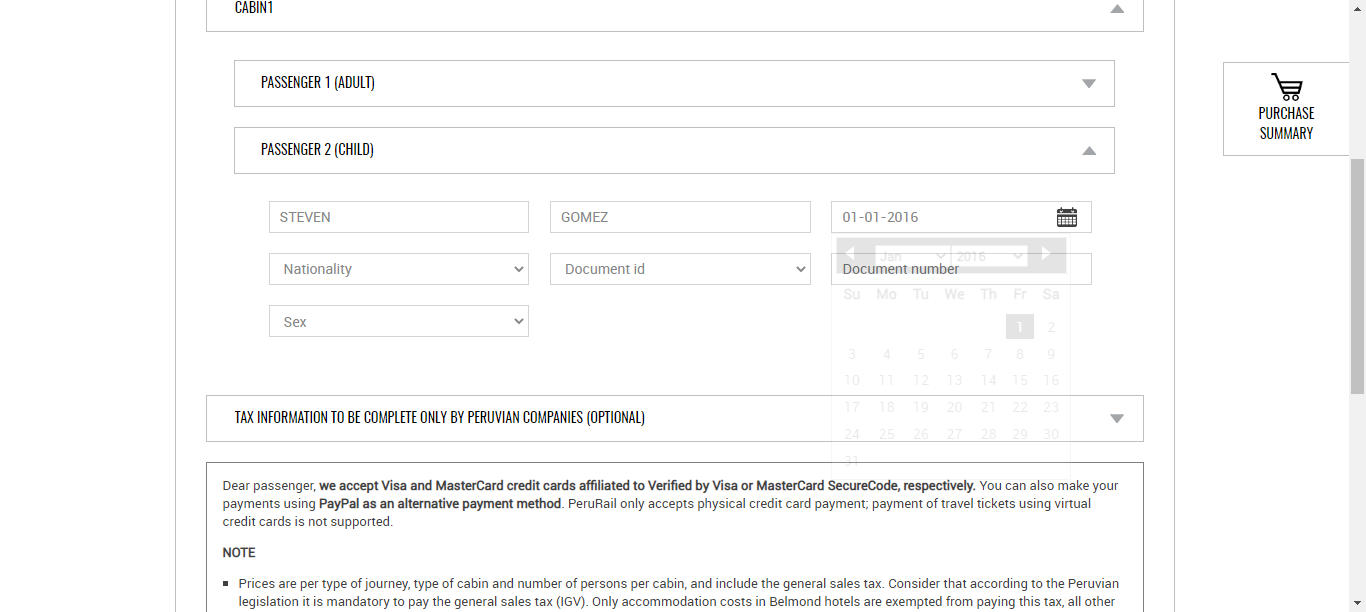 CABIN1
PASSENGER 1 (ADULT)
PURCHASE
SUMMARY
PASSENGER 2 (CHILD)
STEVEN GOMEZ 01-01-2016
Jan 2016
Nationality Document id Document number
Su Mo Tu We Th Fr Sa
Sex
1 2
3 4 5 6 7 8 9
10 11 12 13 14 15 16
17 18 19 20 21 22 23
TAX INFORMATION TO BE COMPLETE ONLY BY PERUVIAN COMPANIES (OPTIONAL)
24 25 26 27 28 29 30
31
Dear passenger, we accept Visa and MasterCard credit cards affiliated to Verified by Visa or MasterCard SecureCode, respectively. You can also make your
payments using PayPal as an alternative payment method. PeruRail only accepts physical credit card payment; payment of travel tickets using virtual
credit cards is not supported.
NOTE
Prices are per type of journey, type of cabin and number of persons per cabin, and include the general sales tax. Consider that according to the Peruvian
legislation it is mandatory to pay the general sales tax (IGV). Only accommodation costs in Belmond hotels are exempted from paying this tax, all other